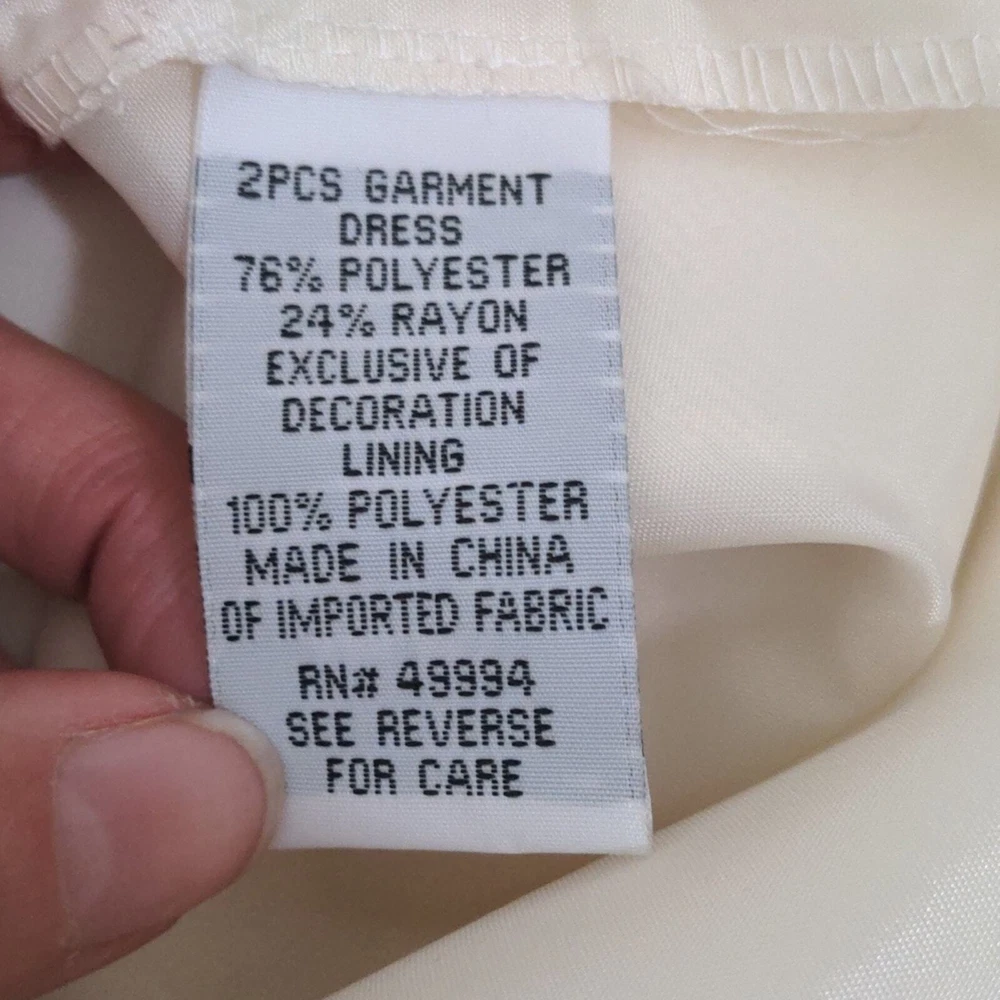 2PCS GARMENT
DRESS
76% POLYESTER
24% RAYON
EXCLUSIVE OF
DECORATION
LINING
100% POLYESTER
MADE IN CHINA
OF IMPORTED FABRIC
RN# 49994
SEE REVERSE
FOR CARE